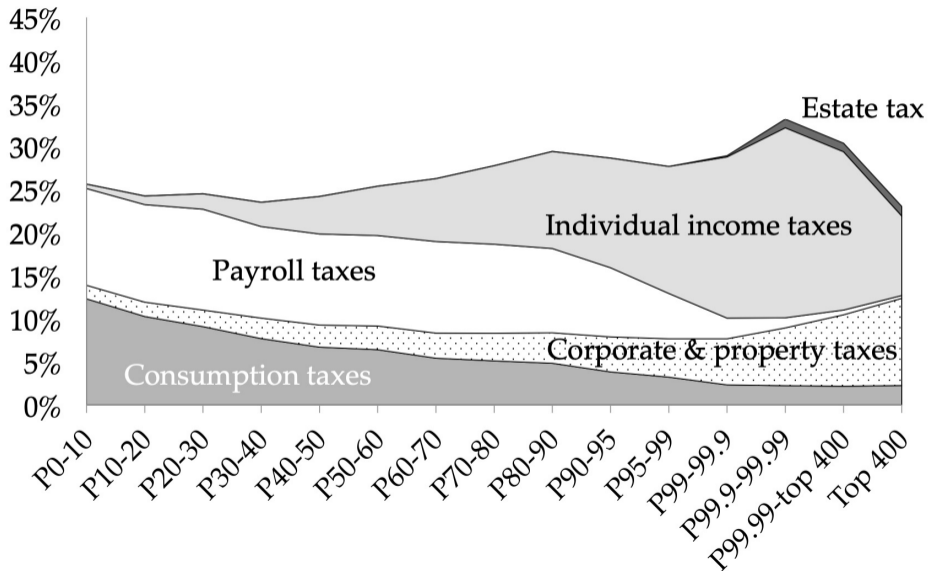 45%
40%
35%
30%
25%
20%
15%
10%
5%
0%
Estate tax
Individual income taxes
Payroll taxes
Corporate & property taxes
Consumption taxes
P0-10
P10-20
P20-30
P30-40
P40-50
P50-60
P60-70
P70-80
P80-90
P90-95
P95-99
P99-99.9
P99.9-99.99
P99.99-top 400
Top 400